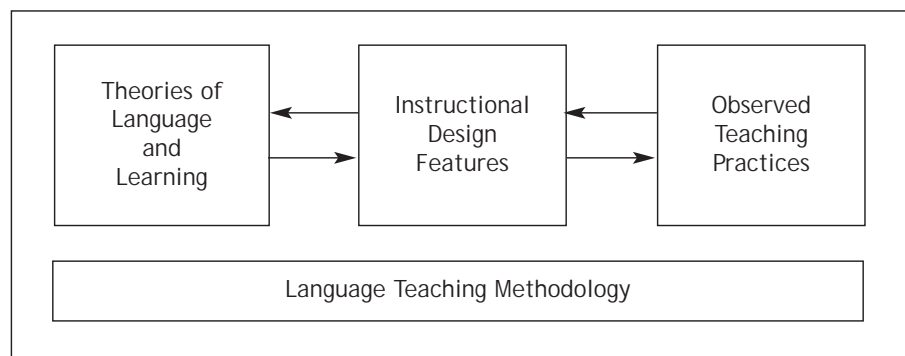 Theories of
Language
and
Learning
Instructional
Design
Features
Observed
Teaching
Practices
Language Teaching Methodology